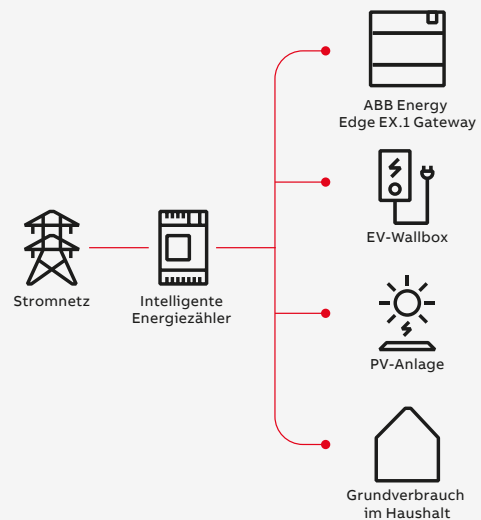 ABB Energy
Edge EX.1 Gateway
EV-Wallbox
Stromnetz
Intelligente
Energiezähler
PV-Anlage
Grundverbrauch
im Haushalt